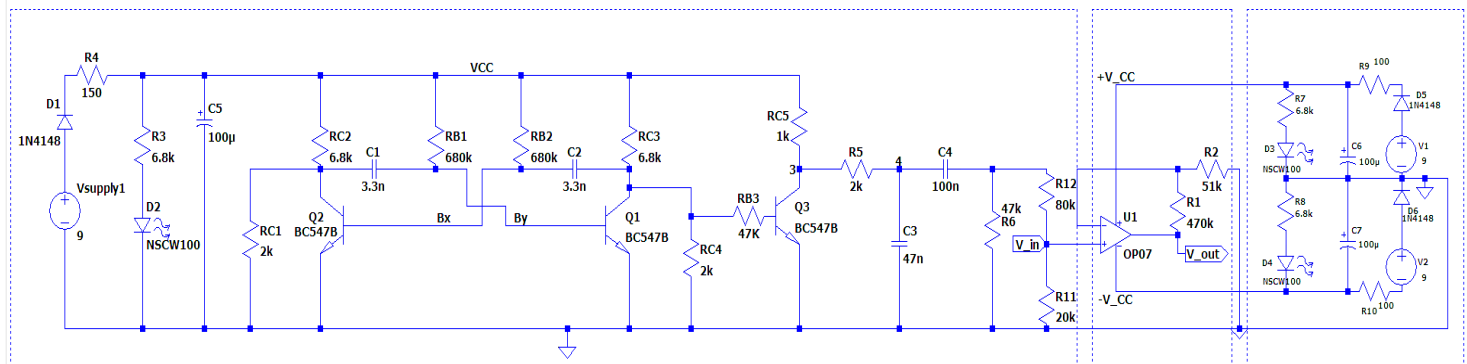 R4
150
VCC
D1
1N4148
R3
6.8k
C5
100µ
Vsupply1
9
D2
NSCW100
RC2
6.8k
C1
3.3n
RB1
680k
RB2
680k
C2
3.3n
RC3
6.8k
RC1
2k
Q2
BC547B
Bx
By
Q1
BC547B
RC4
2k
RB3
47K
RC5
1k
3
Q3
BC547B
R5
2k
4
C4
100n
C3
47n
47k
R6
R12
80k
V_in
R11
20k
+V_CC
U1
OP07
-V_CC
R2
51k
R1
470k
V_out
R9
100
D5
1N4148
R7
6.8k
D3
NSCW100
C6
100µ
V1
9
R8
6.8k
D6
1N4148
D4
NSCW100
C7
100µ
V2
9
R10
100